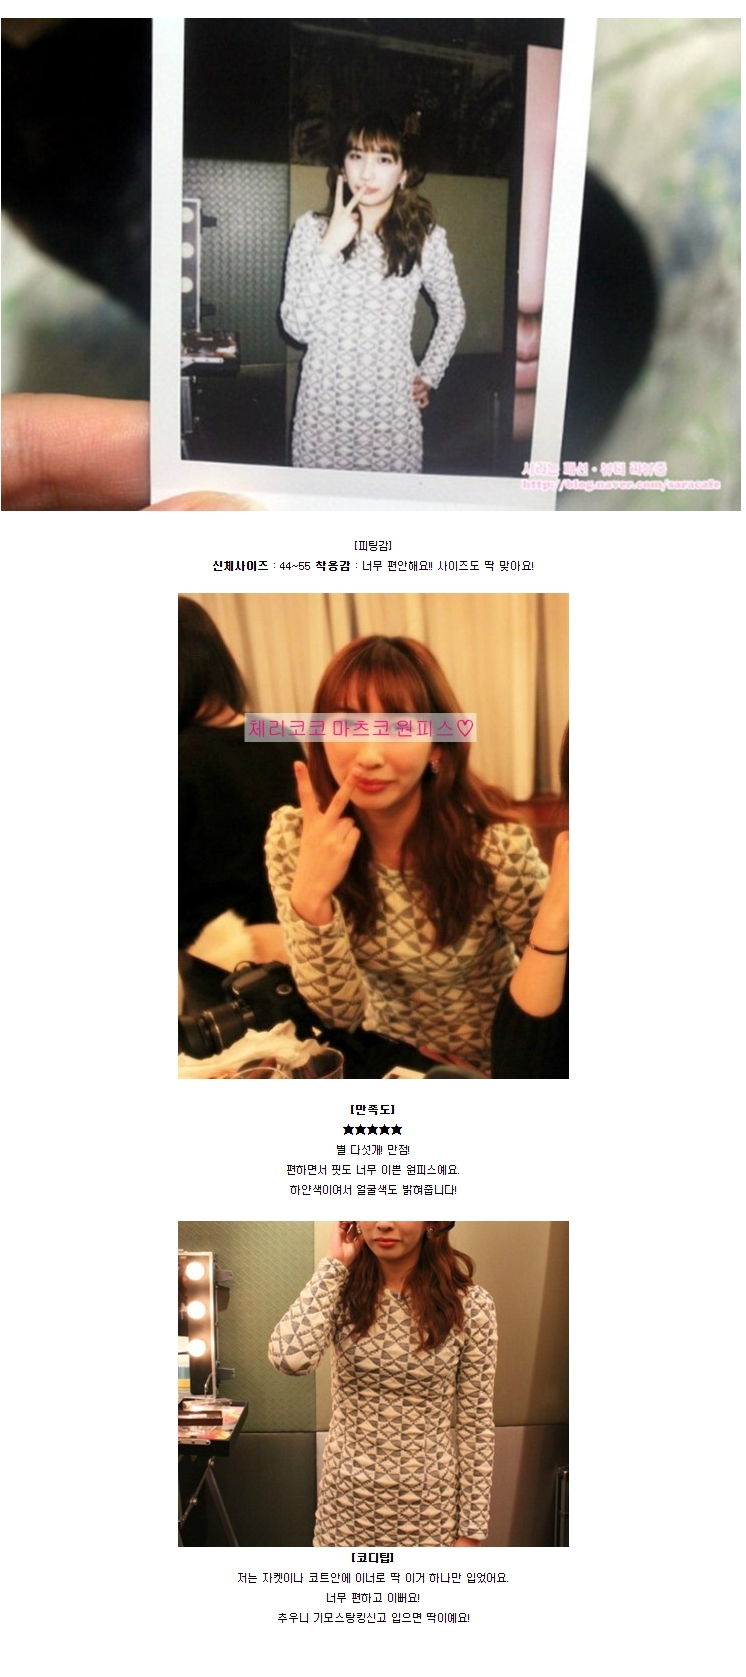 사라는 패션·뷰티 리뷰중
http://blog.naver.com/saracafe
[피팅감]
신체사이즈 : 44~55 착용감 : 너무 편안해요!! 사이즈도 딱 맞아요!
체리코코 마츠코 원피스♡
[만족도]
★★★★★
별 다섯개! 만점!
편하면서 핏도 너무 이쁜 원피스예요.
하얀색이여서 얼굴색도 밝혀줍니다!
[코디팁]
저는 자켓이나 코트안에 이너로 딱 이거 하나만 입었어요.
너무 편하고 이뻐요!
추우니 기모스탕킹신고 입으면 딱이예요!